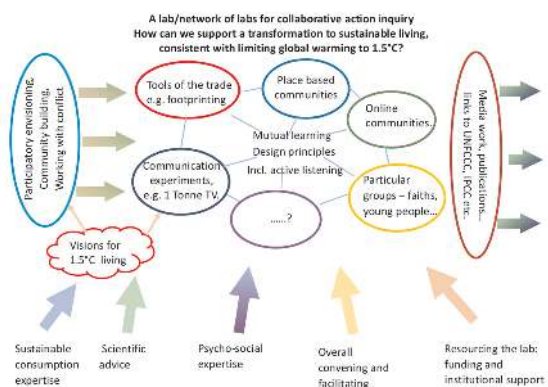 A lab/network of labs for collaborative action inquiry
How can we support a transformation to sustainable living,
consistent with limiting global warming to 1.5°C?
Participatory envisioning,
Community building,
Working with conflict
Tools of the trade
e.g. footprinting
Place based
communities
Online
communities..
Mutual learning
Design principles
Incl. active listening
Communication
experiments,
e.g. 1 Tonne TV.
Particular
groups – faiths,
young people…
……?
Media work, publications…
links to UNFCCC, IPCC etc.
Visions for
1.5°C living
Sustainable
consumption
expertise
Scientific
advice
Psycho-social
expertise
Overall
convening and
facilitating
Resourcing the lab:
funding and
institutional support